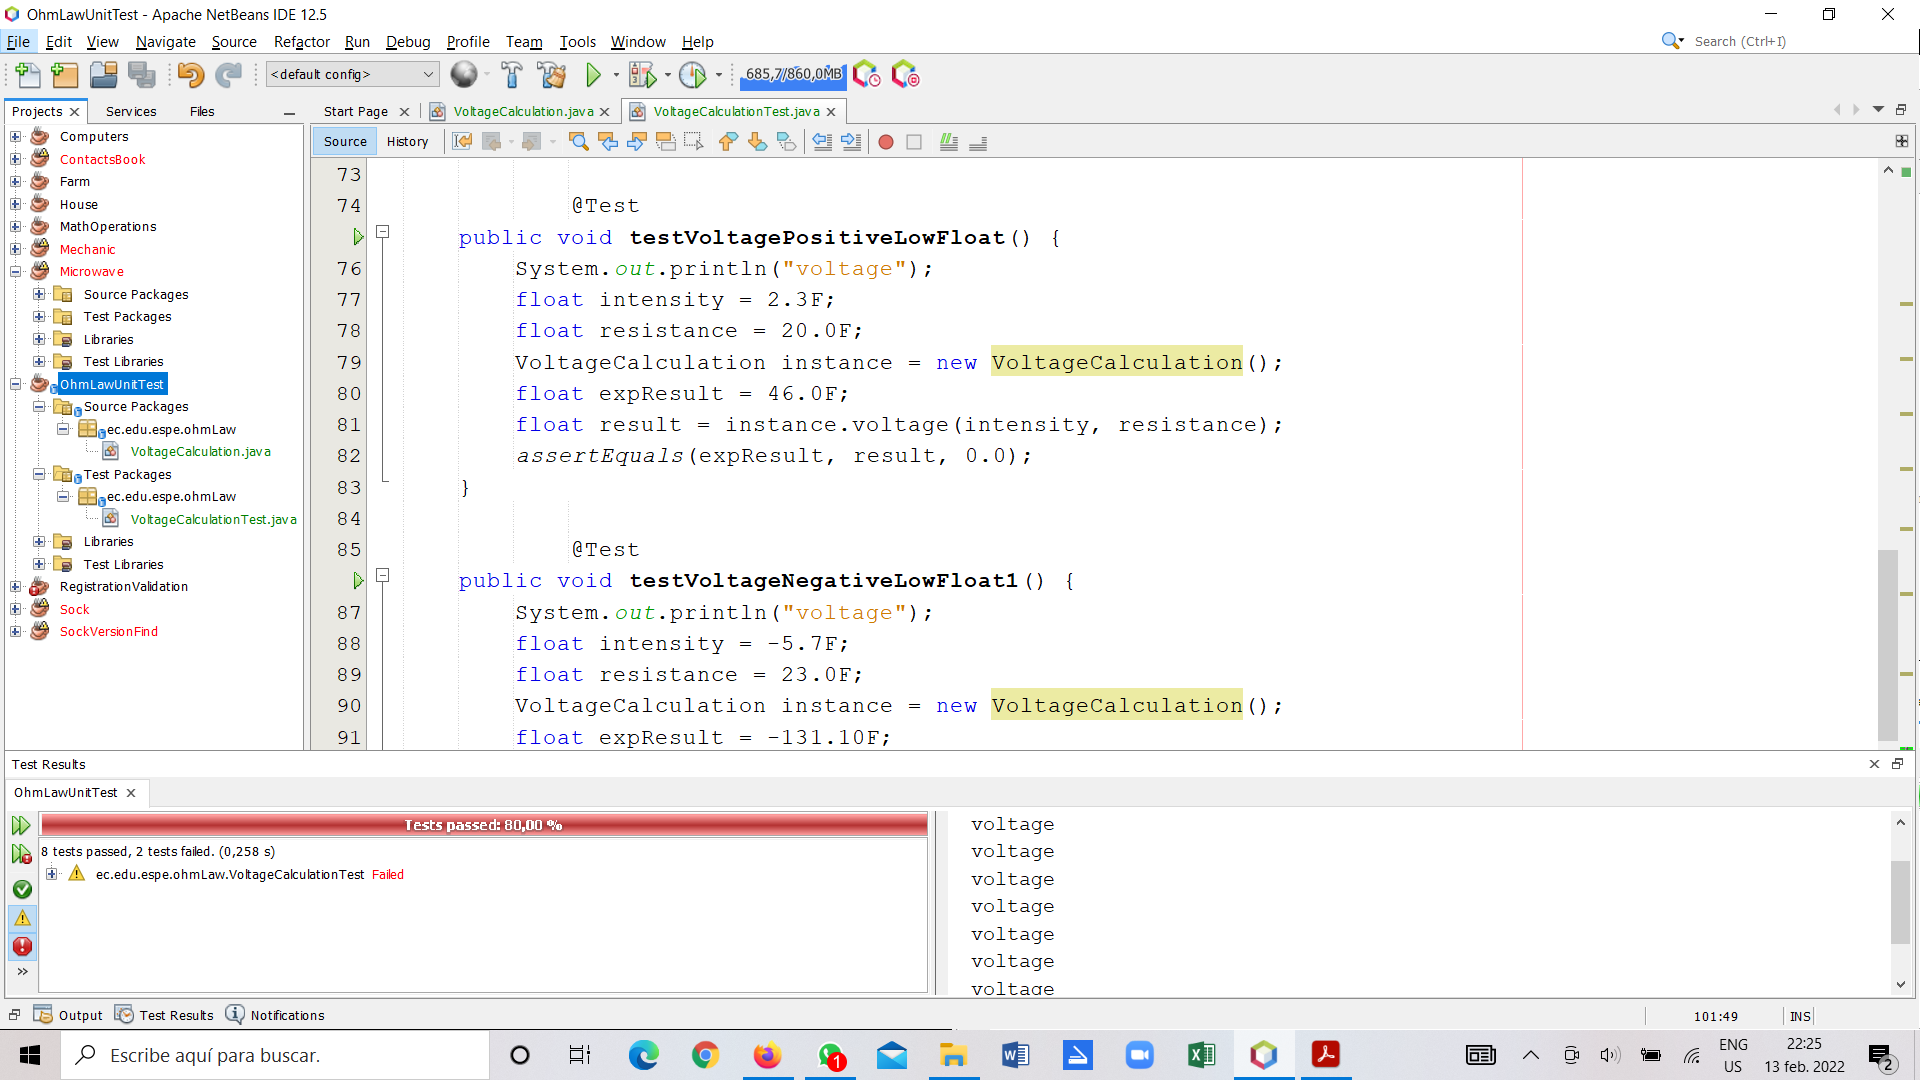 OhmLawUnitTest - Apache NetBeans IDE 12.5
File Edit View Navigate Source Refactor Run Debug Profile Team Tools Window Help
Search (Ctrl+I)
<default config>
685,7/860,0MB
Projects Services Files
Start Page VoltageCalculation.java VoltageCalculationTest.java
Source History
Computers
ContactsBook
Farm
House
MathOperations
Mechanic
Microwave
Source Packages
Test Packages
Libraries
Test Libraries
OhmLawUnitTest
Source Packages
ec.edu.espe.ohmLaw
VoltageCalculation.java
Test Packages
ec.edu.espe.ohmLaw
VoltageCalculationTest.java
Libraries
Test Libraries
RegistrationValidation
Sock
SockVersionFind
73
74 @Test
public void testVoltagePositiveLowFloat() {
76 System.out.println("voltage");
77 float intensity = 2.3F;
78 float resistance = 20.0F;
79 VoltageCalculation instance = new VoltageCalculation();
80 float expResult = 46.0F;
81 float result = instance.voltage(intensity, resistance);
82 assertEquals(expResult, result, 0.0);
83 }
84
85 @Test
public void testVoltageNegativeLowFloat1() {
87 System.out.println("voltage");
88 float intensity = -5.7F;
89 float resistance = 23.0F;
90 VoltageCalculation instance = new VoltageCalculation();
91 float expResult = -131.10F;
Test Results
OhmLawUnitTest
Tests passed: 80,00 %
8 tests passed, 2 tests failed. (0,258 s)
ec.edu.espe.ohmLaw.VoltageCalculationTest Failed
voltage
voltage
voltage
voltage
voltage
voltage
voltage
Output Test Results Notifications
101:49 INS
Escribe aquí para buscar.
1
ENG
US
22:25
13 feb. 2022
2